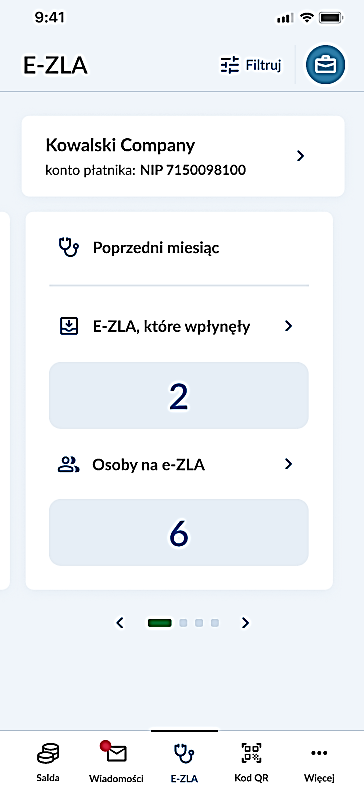 9:41
E-ZLA
Filtruj
Kowalski Company
konto płatnika: NIP 7150098100
Poprzedni miesiąc
E-ZLA, które wpłynęły
2
Osoby na e-ZLA
6
Salda
Wiadomości
E-ZLA
Kod QR
Więcej